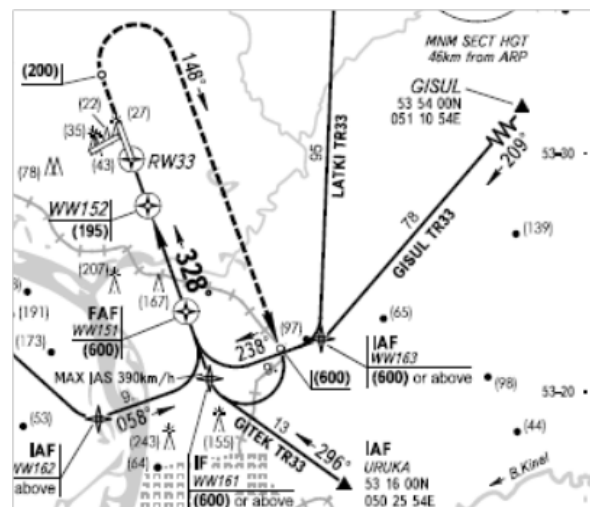 MNM SECT HGT
46km from ARP
GISUL
53 54 00N
051 10 54E
(200)
148°
(22)
(27)
(35)
(43)
(78)
RW33
95
LATKI TR33
209°
53-30
78
GISUL TR33
(139)
WW152
(195)
328°
(207)
(167)
(191)
(173)
FAF
WW151
(600)
(97)
(65)
238°
9.
IAF
WW163
(600) or above
(600)
MAX IAS 390km/h
(98)
53-20
9.
058°
(53)
(243)
(155)
(64)
13
296°
GITEK TR33
(44)
IAF
WW162
above
IF
WW161
(600) or above
IAF
URUKA
53 16 00N
050 25 54E
B.Kinel